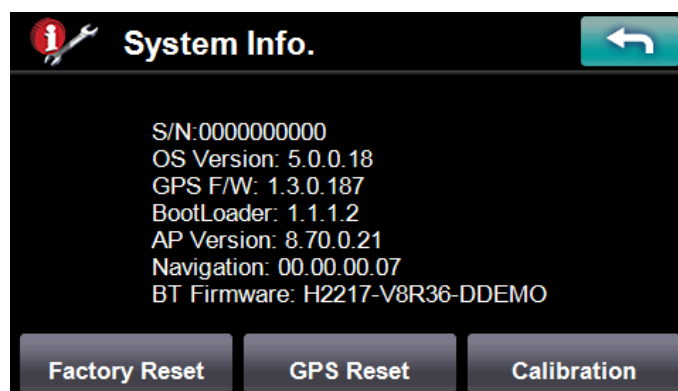 System Info.
S/N:0000000000
OS Version: 5.0.0.18
GPS F/W: 1.3.0.187
BootLoader: 1.1.1.2
AP Version: 8.70.0.21
Navigation: 00.00.00.07
BT Firmware: H2217-V8R36-DDEMO
Factory Reset GPS Reset Calibration